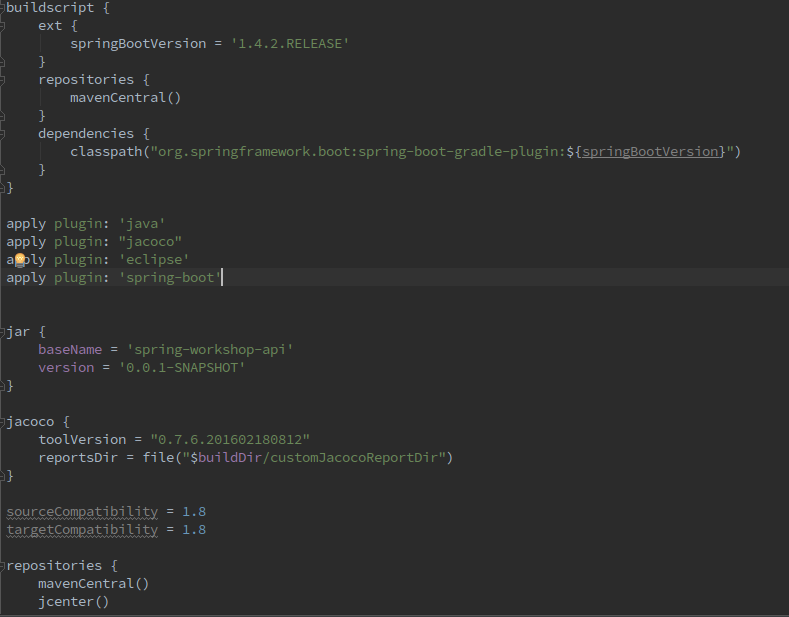 buildscript {
    ext {
        springBootVersion = '1.4.2.RELEASE'
    }
    repositories {
        mavenCentral()
    }
    dependencies {
        classpath("org.springframework.boot:spring-boot-gradle-plugin:${springBootVersion}")
    }
}

apply plugin: 'java'
apply plugin: "jacoco"
apply plugin: 'eclipse'
apply plugin: 'spring-boot'

jar {
    baseName = 'spring-workshop-api'
    version = '0.0.1-SNAPSHOT'
}

jacoco {
    toolVersion = "0.7.6.201602180812"
    reportsDir = file("$buildDir/customJacocoReportDir")
}

sourceCompatibility = 1.8
targetCompatibility = 1.8

repositories {
    mavenCentral()
    jcenter()